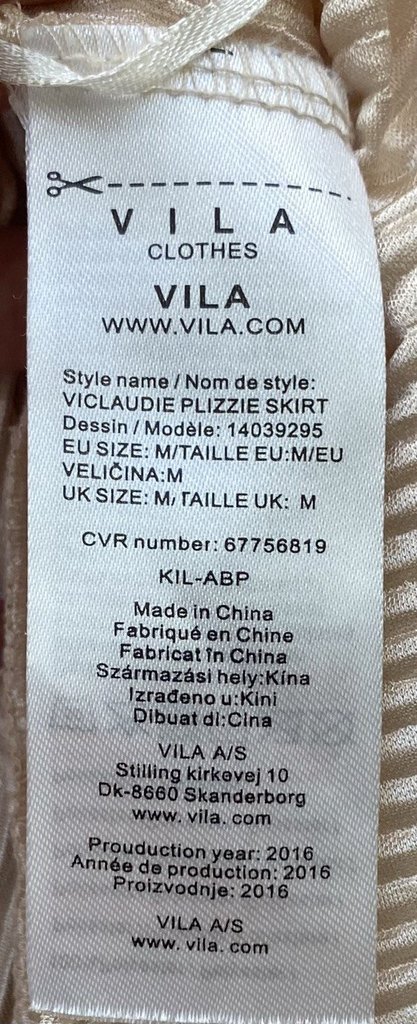 V I L A
CLOTHES
VILA
WWW.VILA.COM
Style name / Nom de style:
VICLAUDIE PLIZZIE SKIRT
Dessin / Modèle: 14039295
EU SIZE: M/TAILLE EU:M/EU
VELIČINA:M
UK SIZE: M/TAILLE UK: M
CVR number: 67756819
KIL-ABP
Made in China
Fabriqué en Chine
Fabricat în China
Származási hely:Kína
Izrađeno u:Kini
Dibuat di:Cina
VILA A/S
Stilling kirkevej 10
Dk-8660 Skanderborg
www. vila. com
Prouduction year: 2016
Année de production: 2016
Proizvodnje: 2016
VILA A/S
www. vila. com